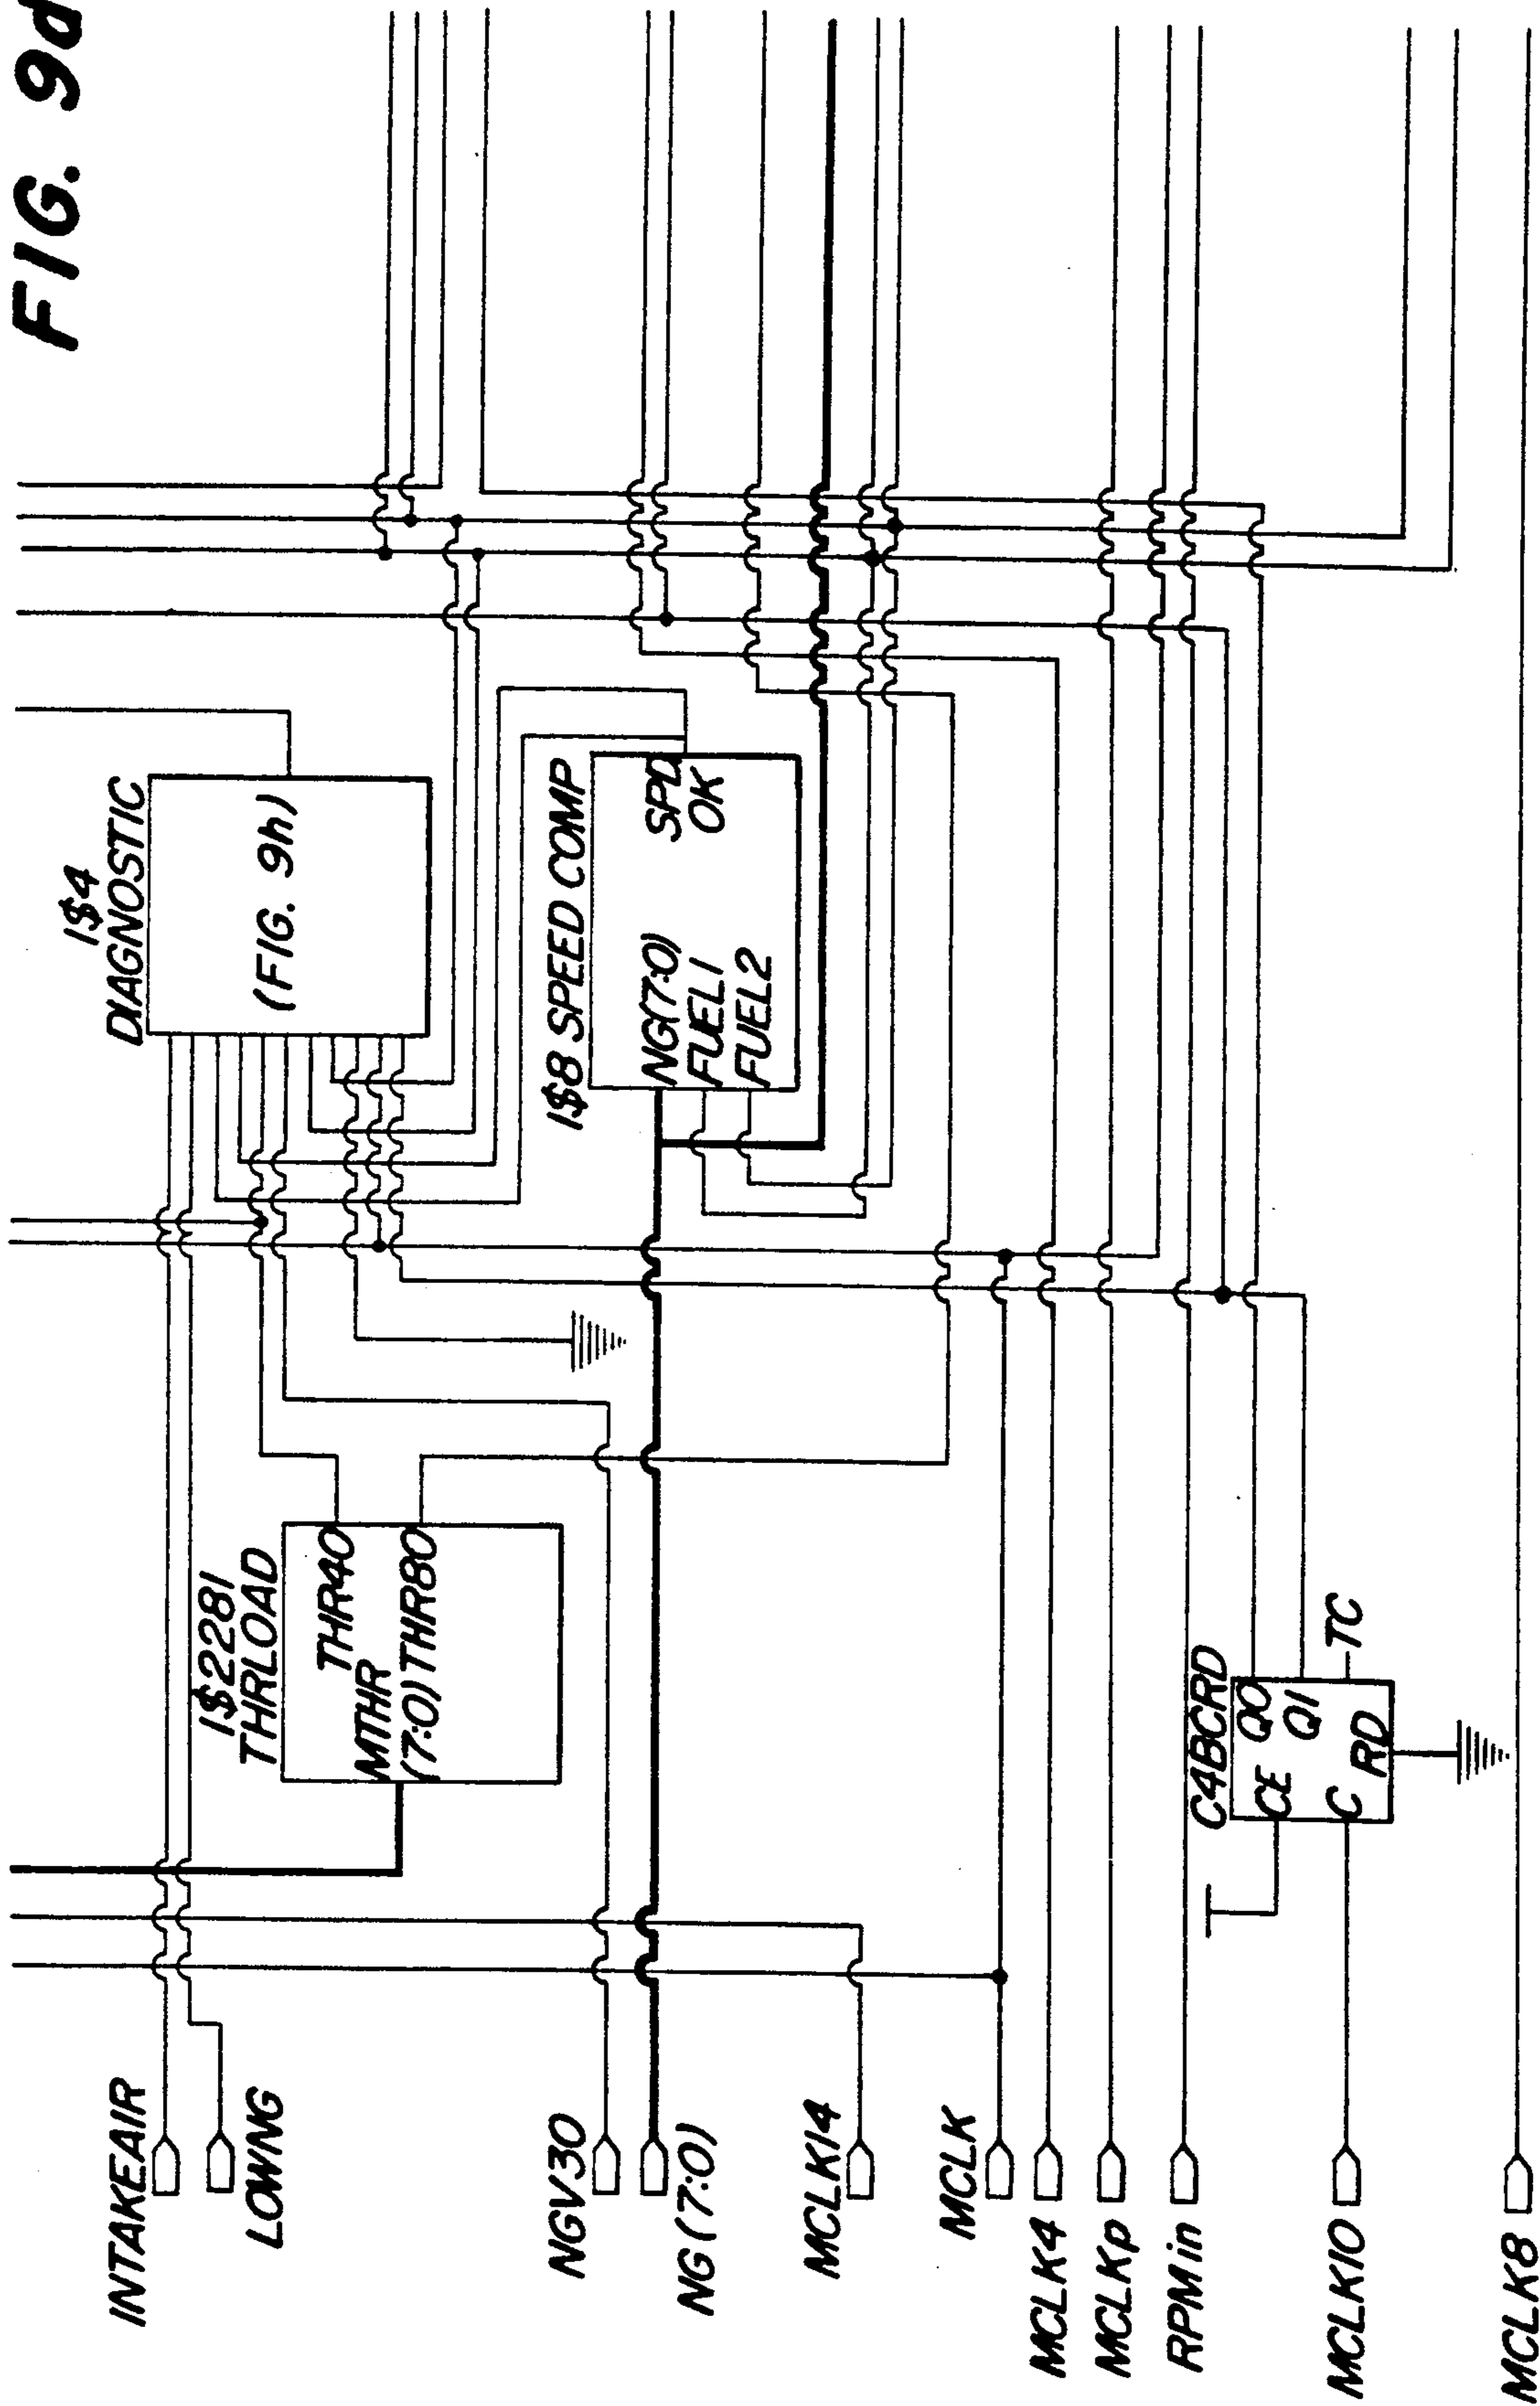 FIG. 9d
I$4
DIAGNOSTIC
(FIG. 9h)
I$8 SPEED COMP
NG(7:0)
FUEL1
FUEL2
SPD
OK
I$2281
THRLOAD
THR40
MTHR
(7:0) THR80
C4BCRD
CE
Q0
Q1
C
RD
TC
INTAKEAIR
LOWNG
NGV30
NG(7:0)
MCLK14
MCLK
MCLK4
MCLKp
RPMin
MCLK10
MCLK8